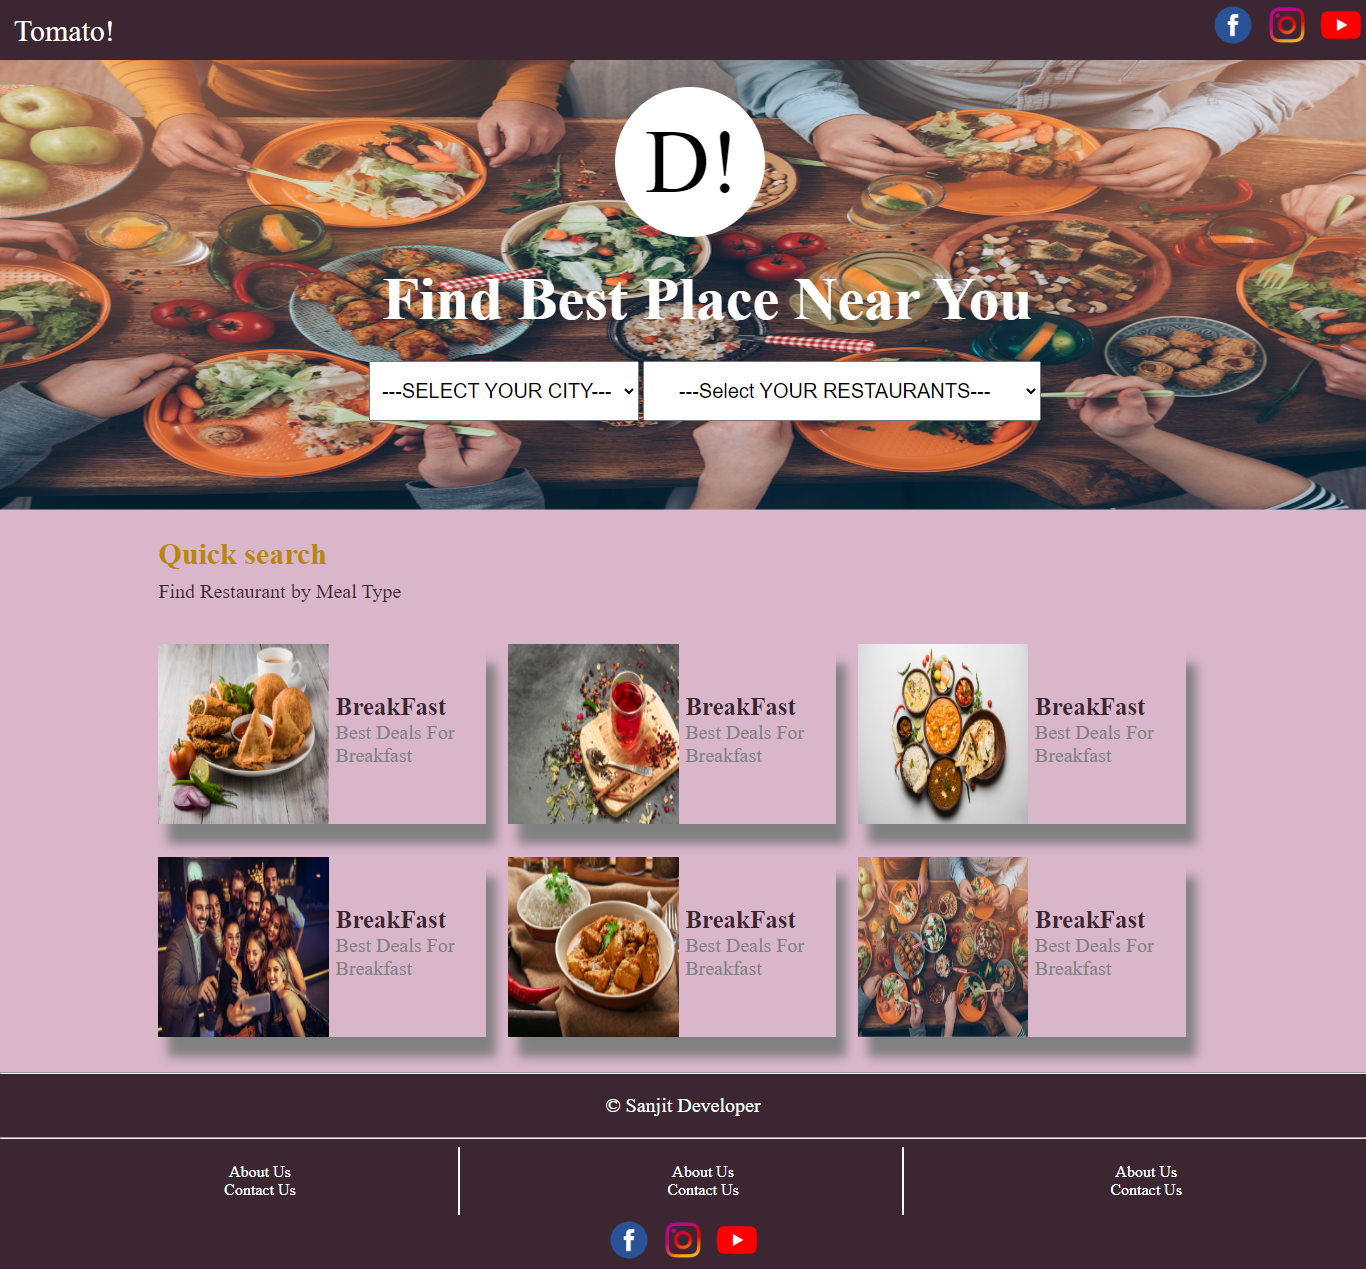 Tomato!
D!
Find Best Place Near You
---SELECT YOUR CITY---
---Select YOUR RESTAURANTS---
Quick search
Find Restaurant by Meal Type
BreakFast
Best Deals For
Breakfast
BreakFast
Best Deals For
Breakfast
BreakFast
Best Deals For
Breakfast
BreakFast
Best Deals For
Breakfast
BreakFast
Best Deals For
Breakfast
BreakFast
Best Deals For
Breakfast
© Sanjit Developer
About Us
Contact Us
About Us
Contact Us
About Us
Contact Us